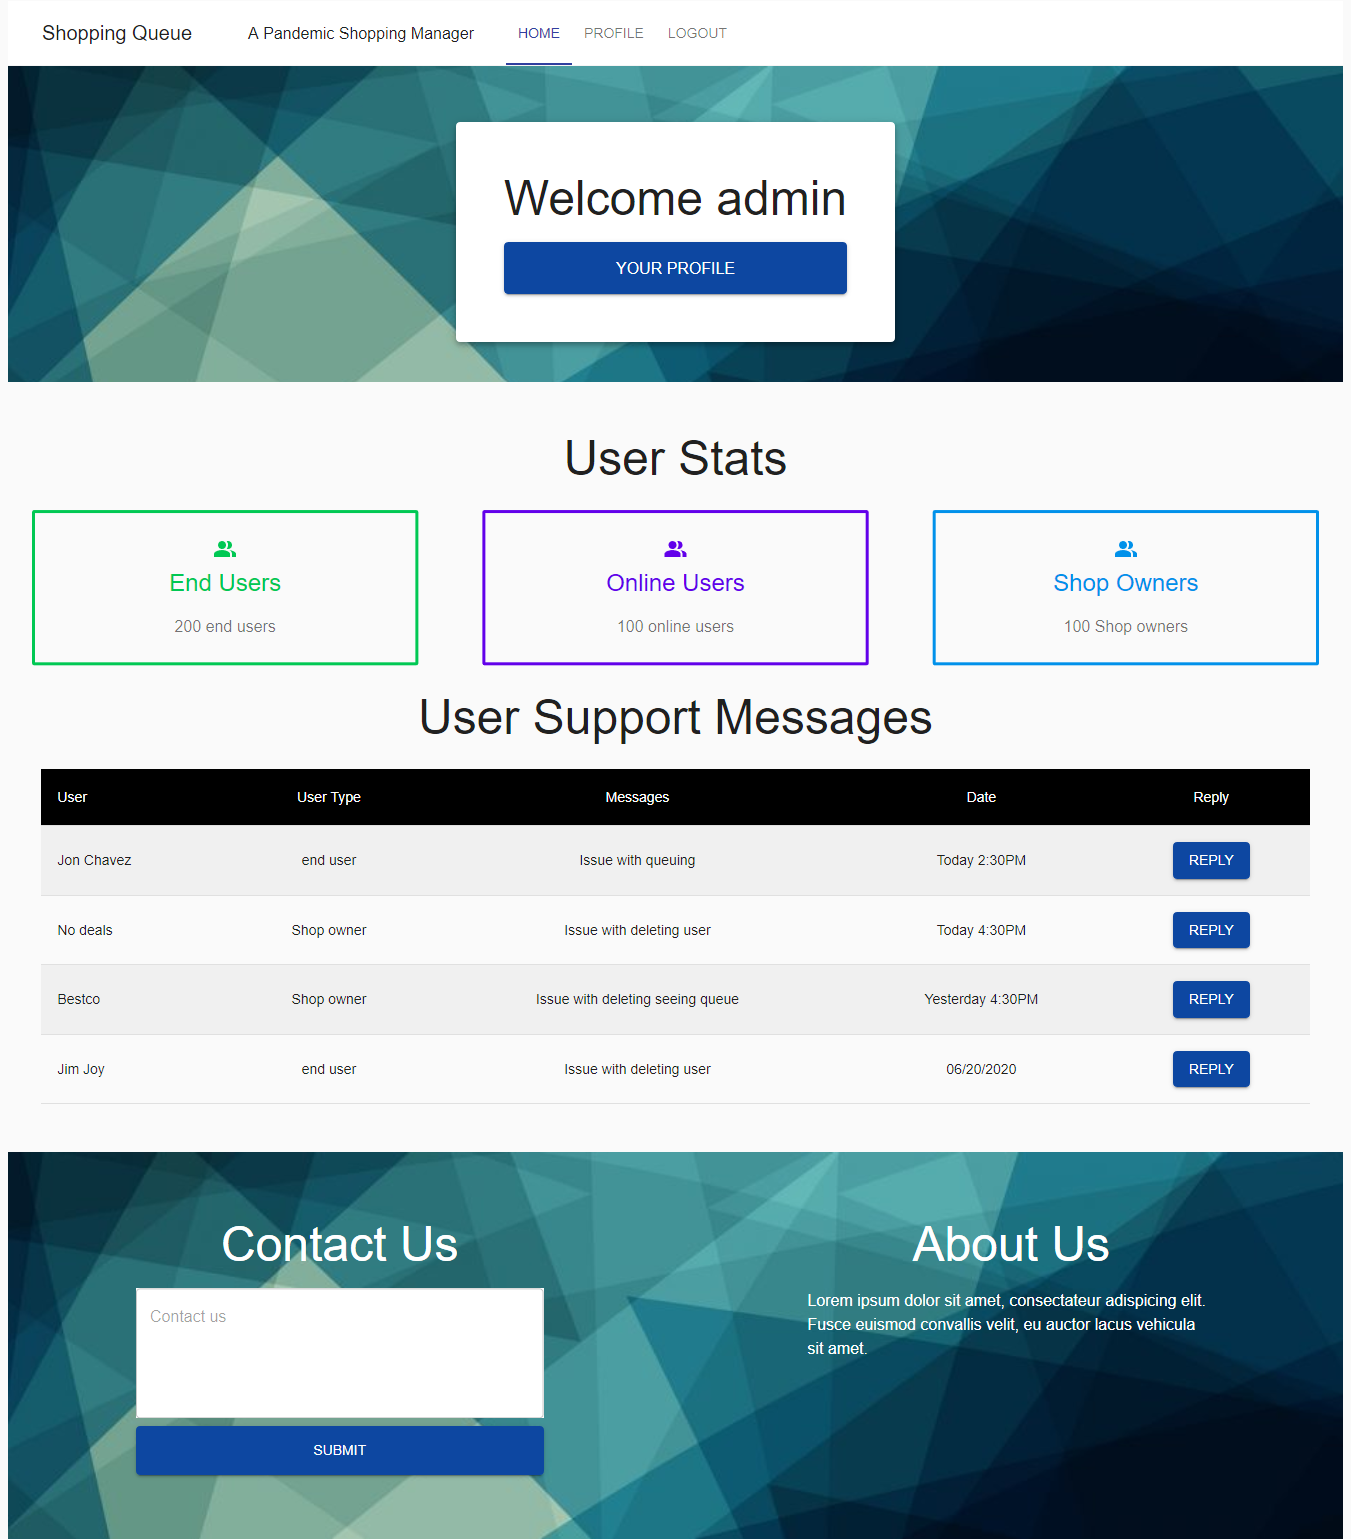 Shopping Queue A Pandemic Shopping Manager HOME PROFILE LOGOUT
Welcome admin
YOUR PROFILE
User Stats
End Users
200 end users
Online Users
100 online users
Shop Owners
100 Shop owners
User Support Messages
User User Type Messages Date Reply
Jon Chavez end user Issue with queuing Today 2:30PM REPLY
No deals Shop owner Issue with deleting user Today 4:30PM REPLY
Bestco Shop owner Issue with deleting seeing queue Yesterday 4:30PM REPLY
Jim Joy end user Issue with deleting user 06/20/2020 REPLY
Contact Us
Contact us
SUBMIT
About Us
Lorem ipsum dolor sit amet, consectateur adispicing elit.
Fusce euismod convallis velit, eu auctor lacus vehicula
sit amet.